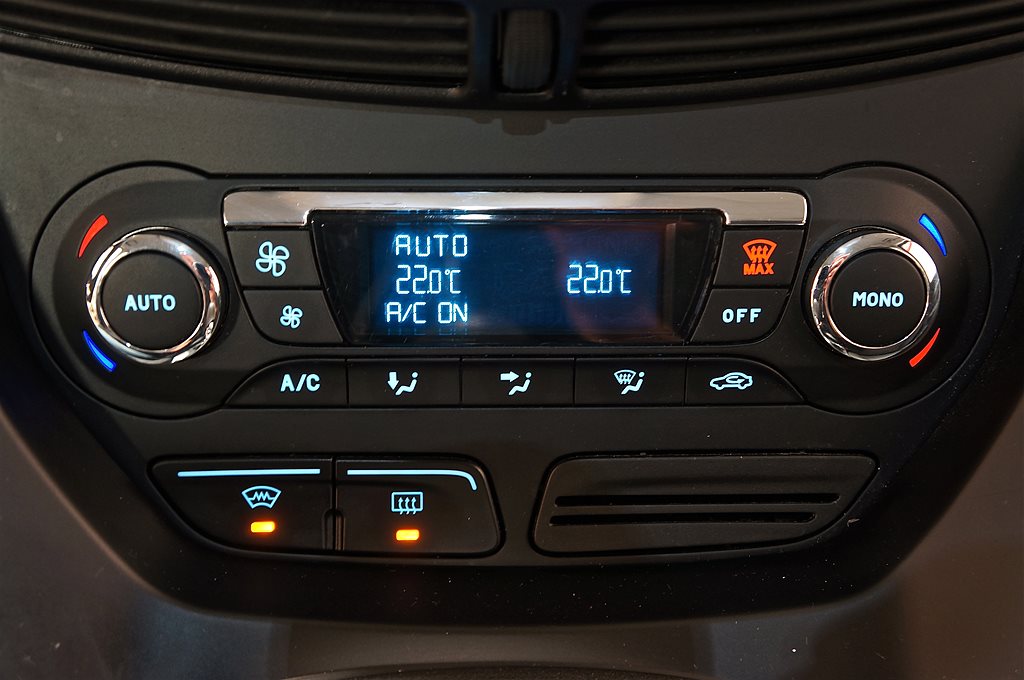 AUTO
22.0°C 22.0°C
A/C ON
MAX
AUTO
MONO
OFF
A/C